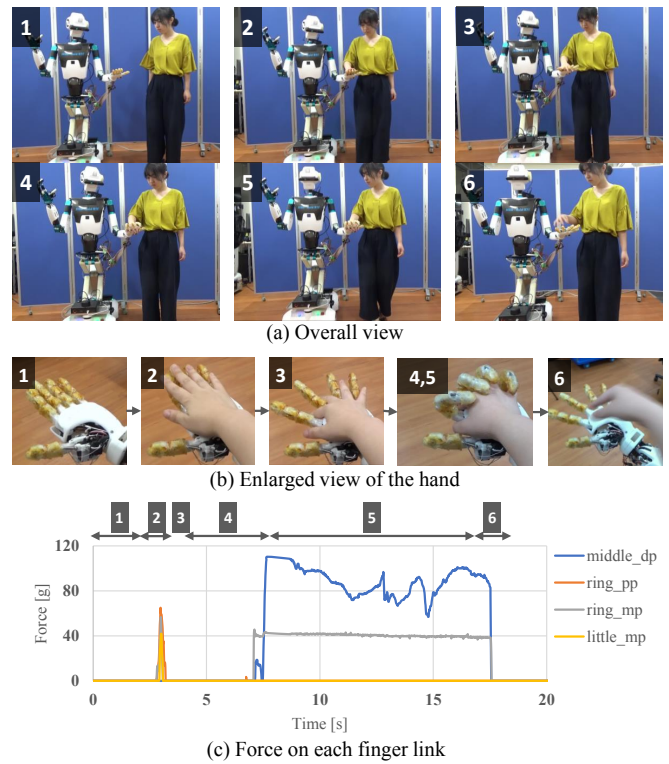 1 2 3
4 5 6
(a) Overall view
1 2 3 4,5 6
(b) Enlarged view of the hand
1 2 3 4 5 6
120
80
40
0
Force [g]
middle_dp
ring_pp
ring_mp
little_mp
0 5 10 15 20
Time [s]
(c) Force on each finger link